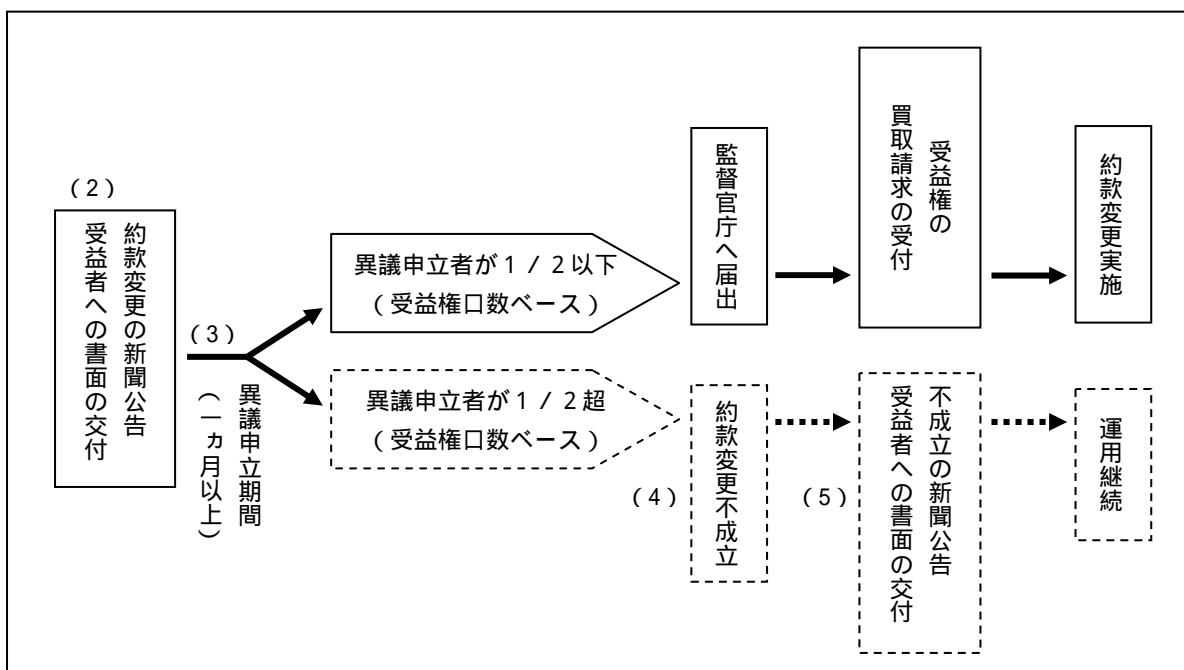 (2)
約款変更の新聞公告
受益者への書面の交付
(3)
異議申立期間
(一ヵ月以上)
異議申立者が1/2以下
(受益権口数ベース)
監督官庁へ届出
受益権の
買取請求の受付
約款変更実施
異議申立者が1/2超
(受益権口数ベース)
(4)
約款変更不成立
(5)
不成立の新聞公告
受益者への書面の交付
運用継続